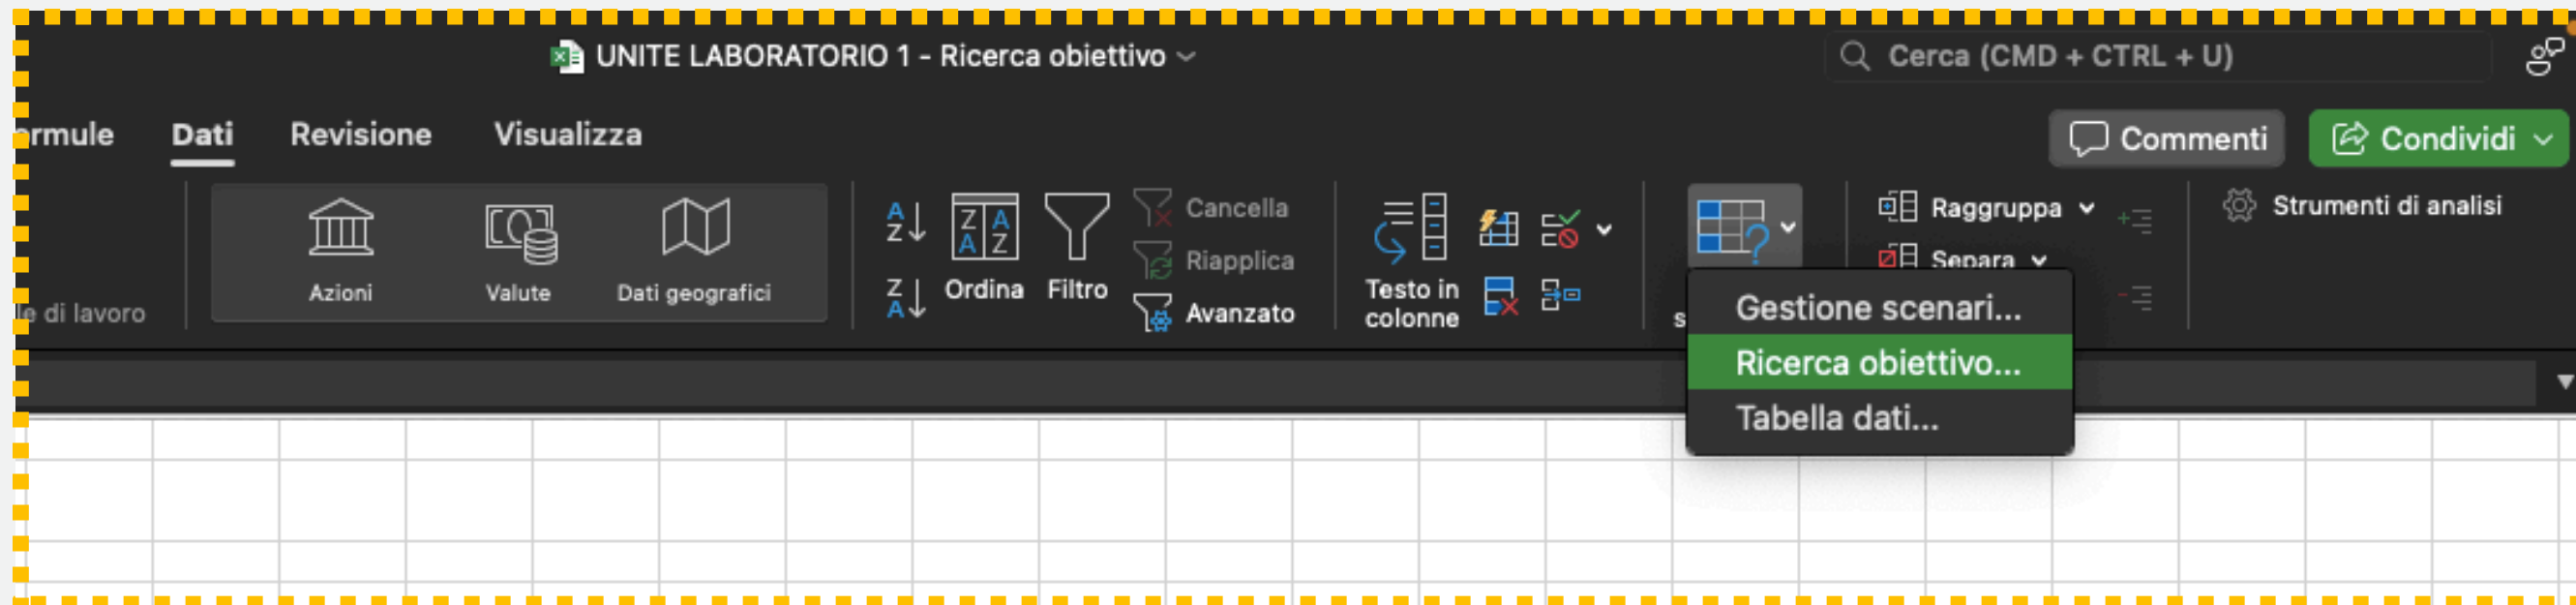 UNITE LABORATORIO 1 - Ricerca obiettivo
Cerca (CMD + CTRL + U)
ormule Dati Revisione Visualizza
Commenti Condividi
Azioni Valute Dati geografici
e di lavoro
Ordina Filtro
Cancella
Riapplica
Avanzato
Testo in
colonne
Raggruppa
Separa
Strumenti di analisi
Gestione scenari...
Ricerca obiettivo...
Tabella dati...